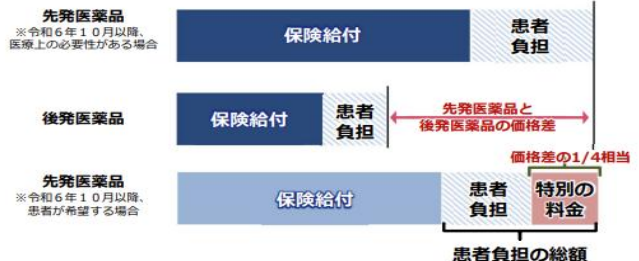 先発医薬品
※令和6年10月以降、
医療上の必要性がある場合
保険給付
患者
負担
後発医薬品
保険給付
患者
負担
先発医薬品と
後発医薬品の価格差
価格差の1/4相当
先発医薬品
※令和6年10月以降、
患者が希望する場合
保険給付
患者
負担
特別の
料金
患者負担の総額